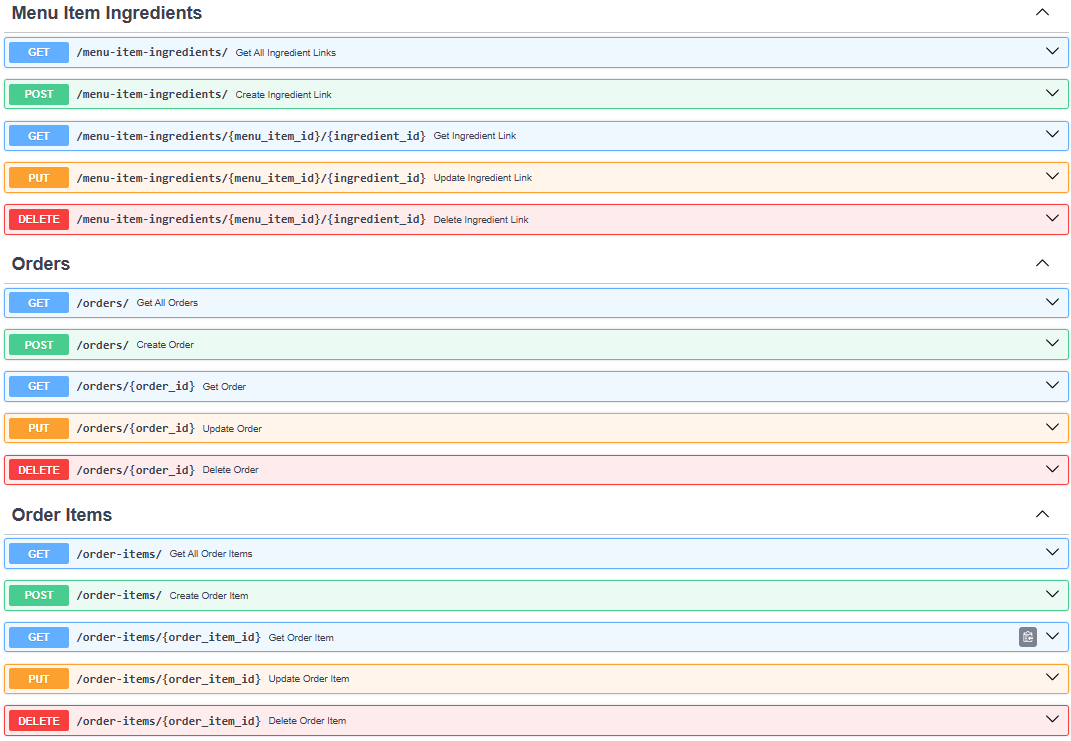 Menu Item Ingredients
GET /menu-item-ingredients/ Get All Ingredient Links
POST /menu-item-ingredients/ Create Ingredient Link
GET /menu-item-ingredients/{menu_item_id}/{ingredient_id} Get Ingredient Link
PUT /menu-item-ingredients/{menu_item_id}/{ingredient_id} Update Ingredient Link
DELETE /menu-item-ingredients/{menu_item_id}/{ingredient_id} Delete Ingredient Link
Orders
GET /orders/ Get All Orders
POST /orders/ Create Order
GET /orders/{order_id} Get Order
PUT /orders/{order_id} Update Order
DELETE /orders/{order_id} Delete Order
Order Items
GET /order-items/ Get All Order Items
POST /order-items/ Create Order Item
GET /order-items/{order_item_id} Get Order Item
PUT /order-items/{order_item_id} Update Order Item
DELETE /order-items/{order_item_id} Delete Order Item